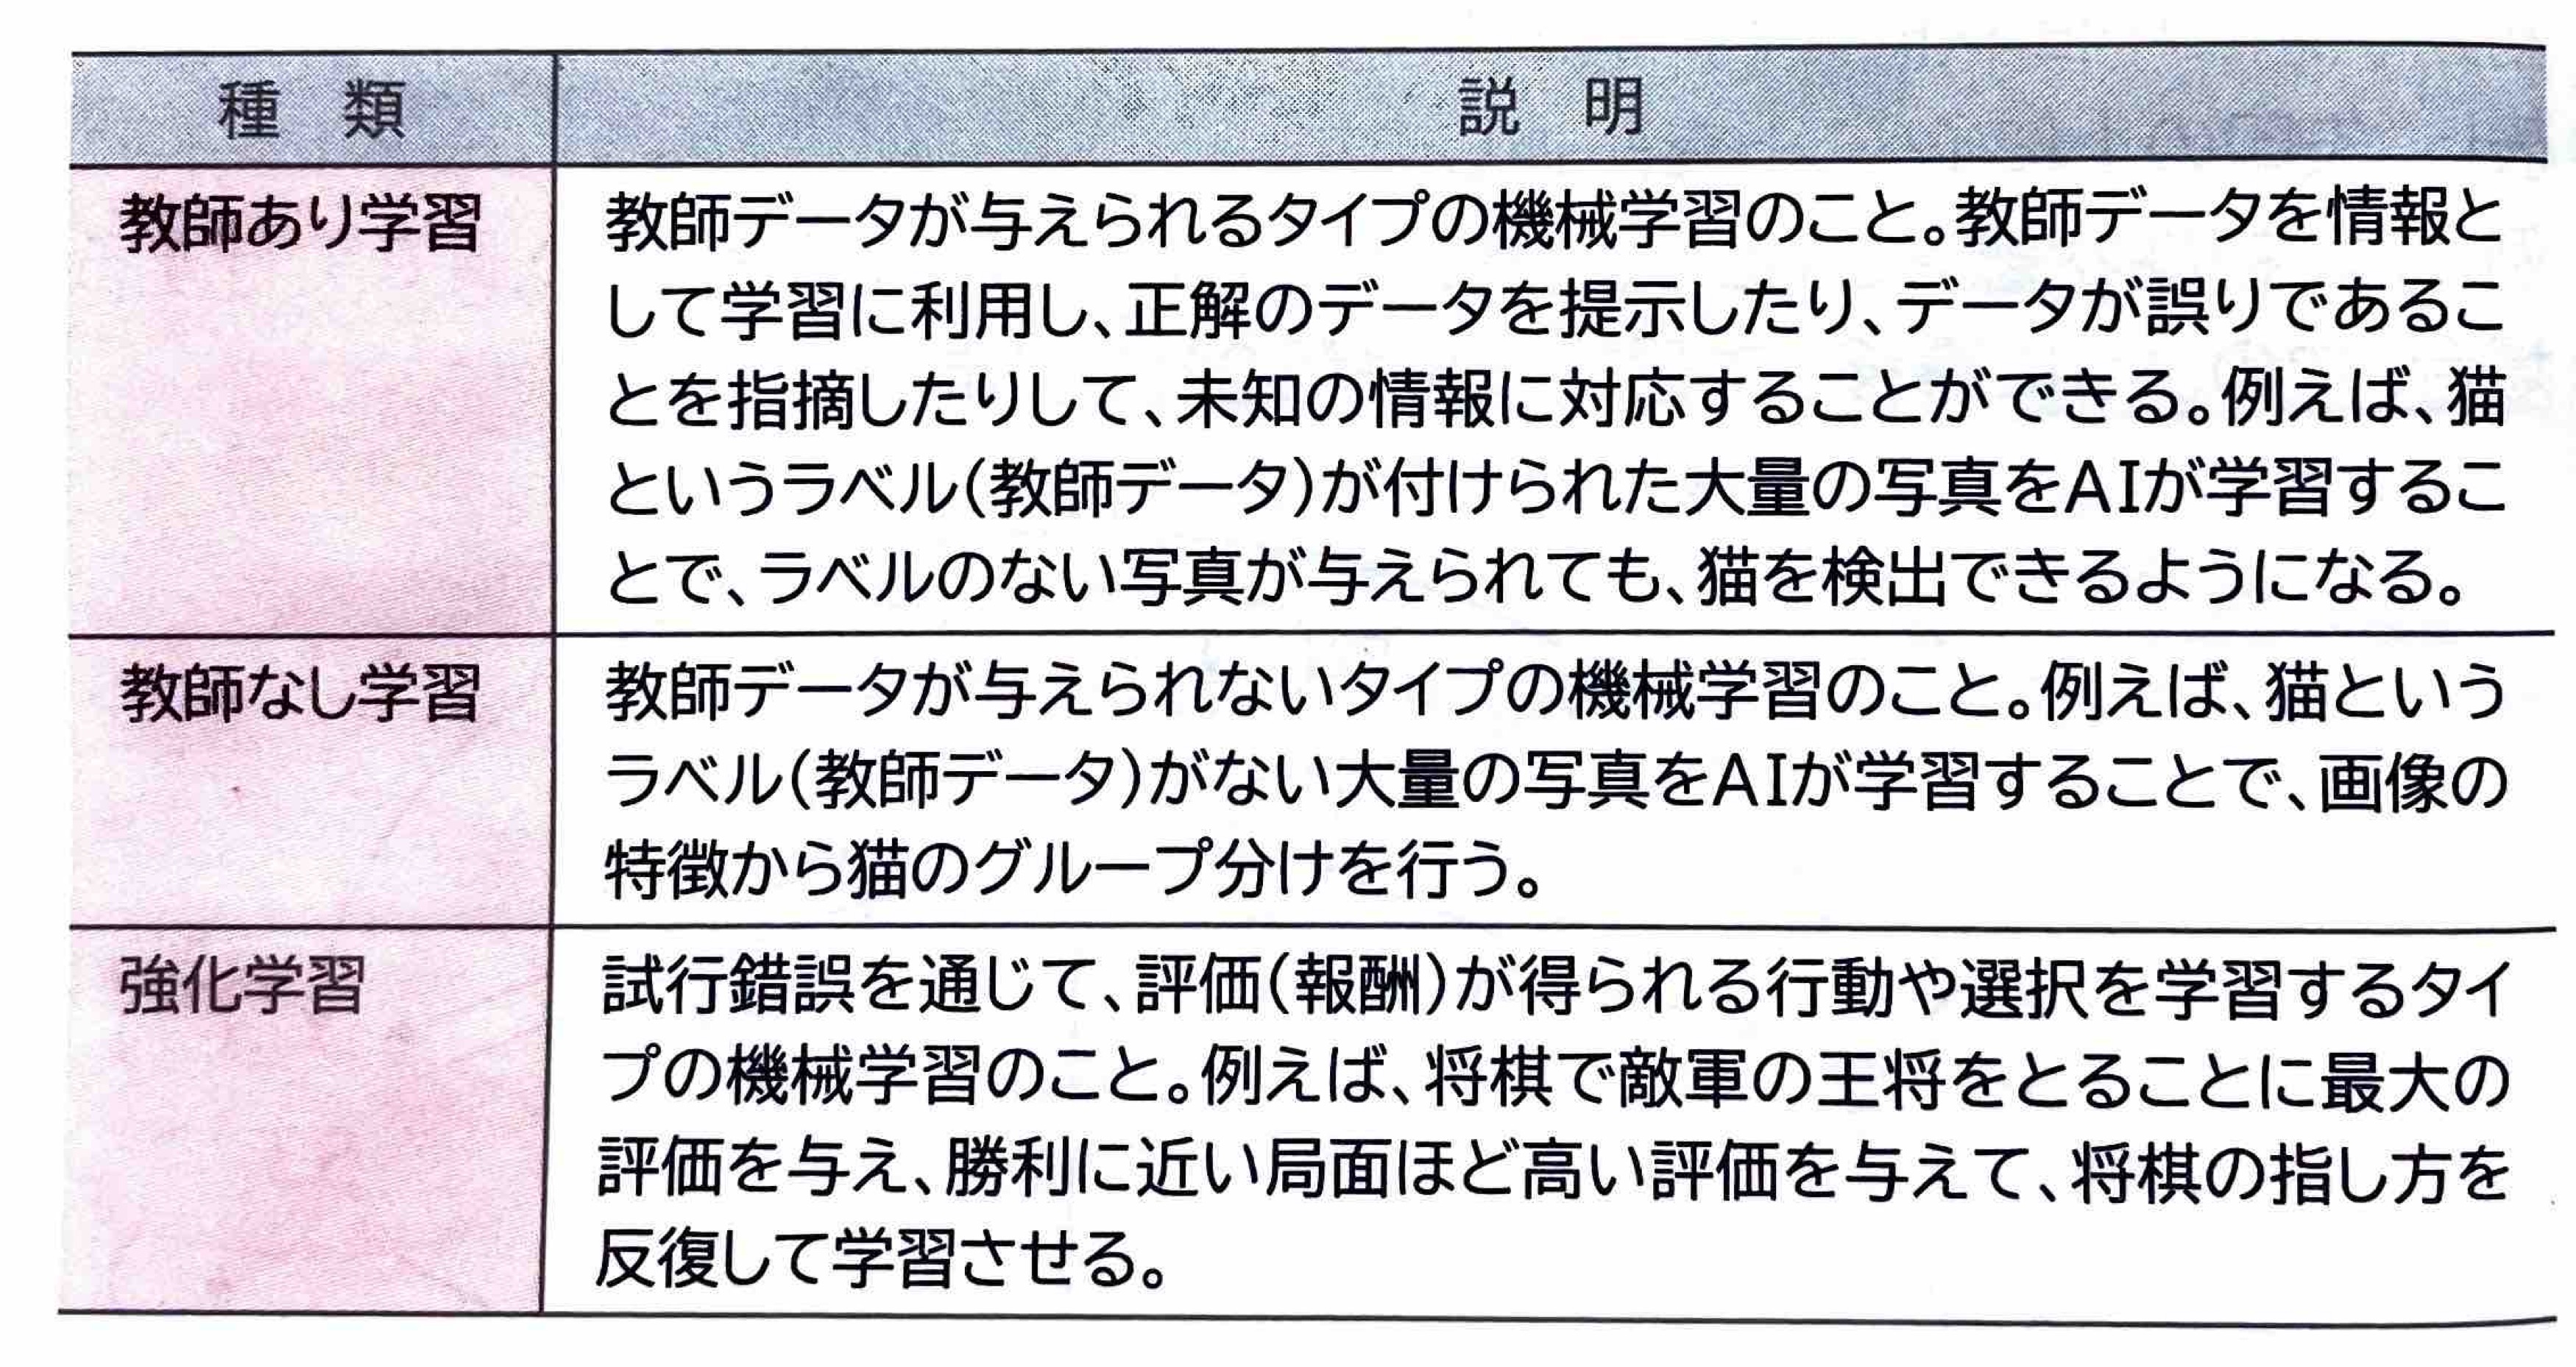 種　類　説　明
教師あり学習　教師データが与えられるタイプの機械学習のこと。教師データを情報と
して学習に利用し、正解のデータを提示したり、データが誤りであるこ
とを指摘したりして、未知の情報に対応することができる。例えば、猫
というラベル(教師データ)が付けられた大量の写真をAIが学習するこ
とで、ラベルのない写真が与えられても、猫を検出できるようになる。
教師なし学習　教師データが与えられないタイプの機械学習のこと。例えば、猫という
ラベル(教師データ)がない大量の写真をAIが学習することで、画像の
特徴から猫のグループ分けを行う。
強化学習　試行錯誤を通じて、評価(報酬)が得られる行動や選択を学習するタイ
プの機械学習のこと。例えば、将棋で敵軍の王将をとることに最大の
評価を与え、勝利に近い局面ほど高い評価を与えて、将棋の指し方を
反復して学習させる。